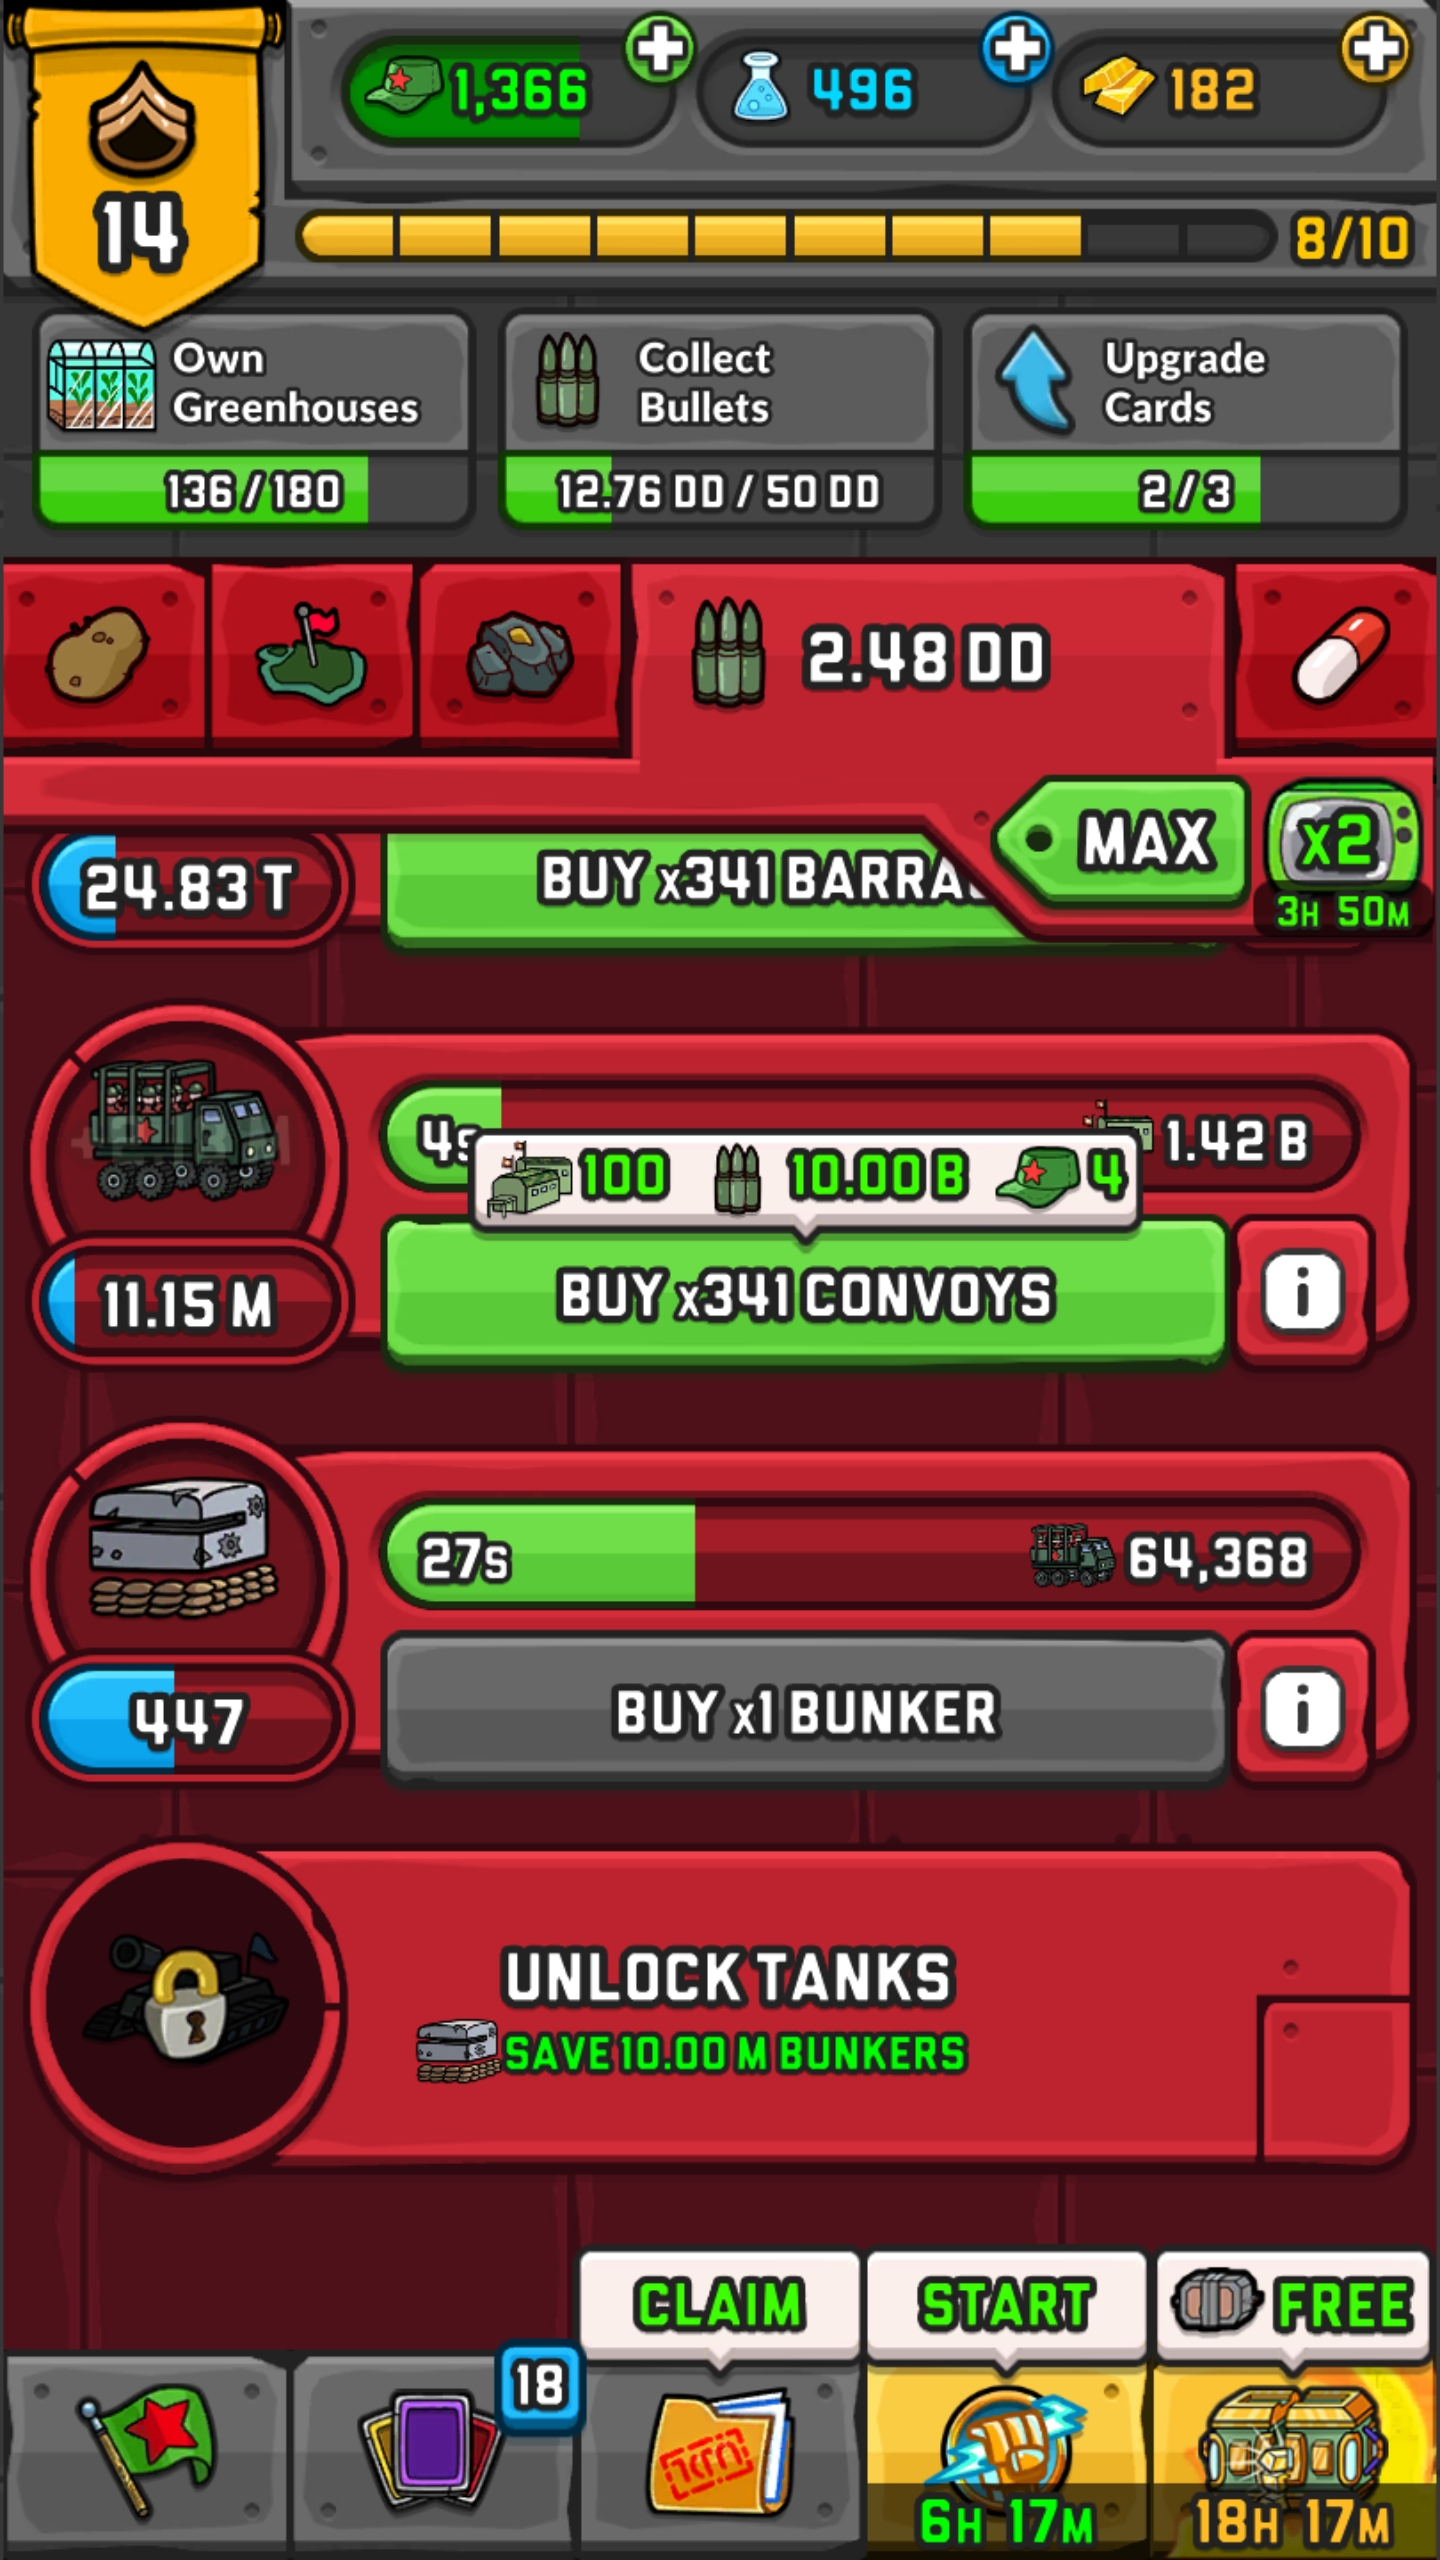 1,366
496
182
14
8/10
Own
Greenhouses
Collect
Bullets
Upgrade
Cards
136/180
12.76 DD / 50 DD
2/3
2.48 DD
MAX
x2
3H 50M
24.83 T
BUY x341 BARRA
4s
1.42 B
100
10.00 B
4
11.15 M
BUY x341 CONVOYS
i
27s
64,368
447
BUY x1 BUNKER
i
UNLOCK TANKS
SAVE 10.00 M BUNKERS
CLAIM
START
FREE
18
6H 17M
18H 17M